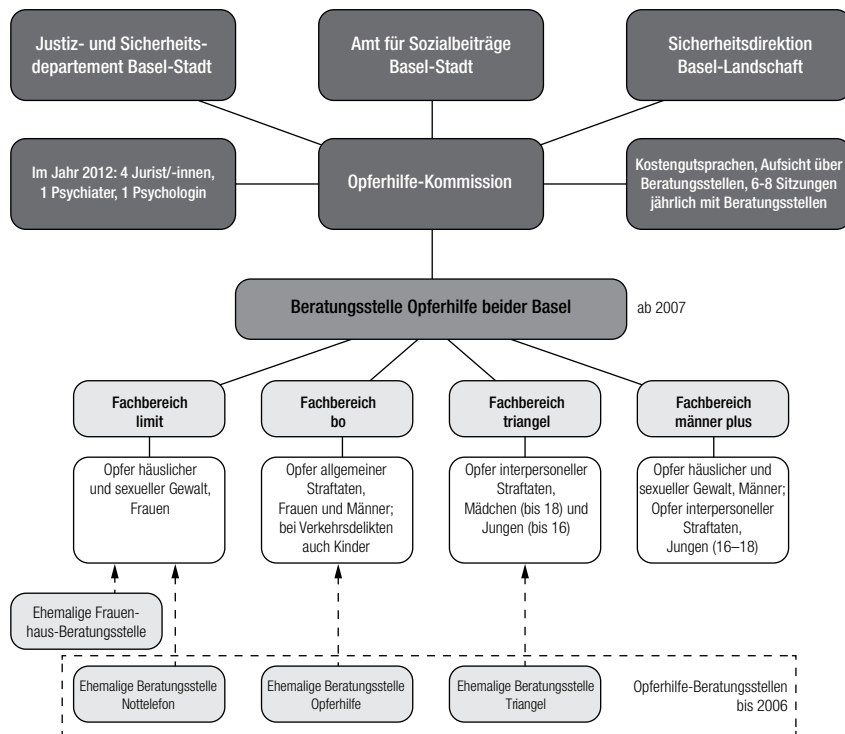 Justiz- und Sicherheits-
departement Basel-Stadt
Amt für Sozialbeiträge
Basel-Stadt
Sicherheitsdirektion
Basel-Landschaft
Im Jahr 2012: 4 Jurist/-innen,
1 Psychiater, 1 Psychologin
Opferhilfe-Kommission
Kostengutsprachen, Aufsicht über
Beratungsstellen, 6-8 Sitzungen
jährlich mit Beratungsstellen
Beratungsstelle Opferhilfe beider Basel
ab 2007
Fachbereich
limit
Fachbereich
bo
Fachbereich
triangel
Fachbereich
männer plus
Opfer häuslicher
und sexueller Gewalt,
Frauen
Opfer allgemeiner
Straftaten,
Frauen und Männer;
bei Verkehrsdelikten
auch Kinder
Opfer interpersoneller
Straftaten,
Mädchen (bis 18) und
Jungen (bis 16)
Opfer häuslicher und
sexueller Gewalt, Männer;
Opfer interpersoneller
Straftaten,
Jungen (16–18)
Ehemalige Frauen-
haus-Beratungsstelle
Ehemalige Beratungsstelle
Nottelefon
Ehemalige Beratungsstelle
Opferhilfe
Ehemalige Beratungsstelle
Triangel
Opferhilfe-Beratungsstellen
bis 2006